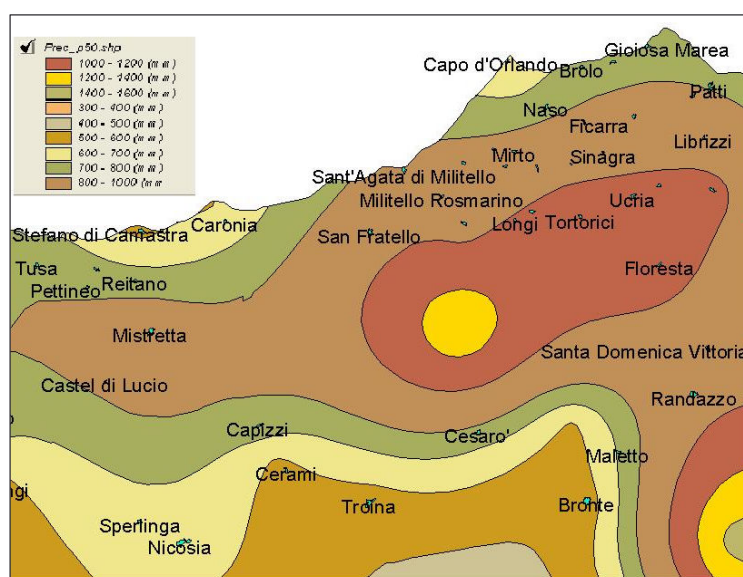 Prec_p50.shp
1000 - 1200 (mm)
1200 - 1400 (mm)
1400 - 1600 (mm)
300 - 400 (mm)
400 - 500 (mm)
500 - 600 (mm)
600 - 700 (mm)
700 - 800 (mm)
800 - 1000 (mm
Gioiosa Marea
Capo d'Orlando
Brolo
Patti
Naso
Ficarra
Librizzi
Mirto
Sinagra
Sant'Agata di Militello
Militello Rosmarino
Ucria
Caronia
Longi
Tortorici
Stefano di Camastra
San Fratello
Tusa
Floresta
Pettineo
Reitano
Mistretta
Santa Domenica Vittoria
Castel di Lucio
Randazzo
Capizzi
Cesaro'
Maletto
Cerami
ngi
Troina
Bronte
Sperlinga
Nicosia